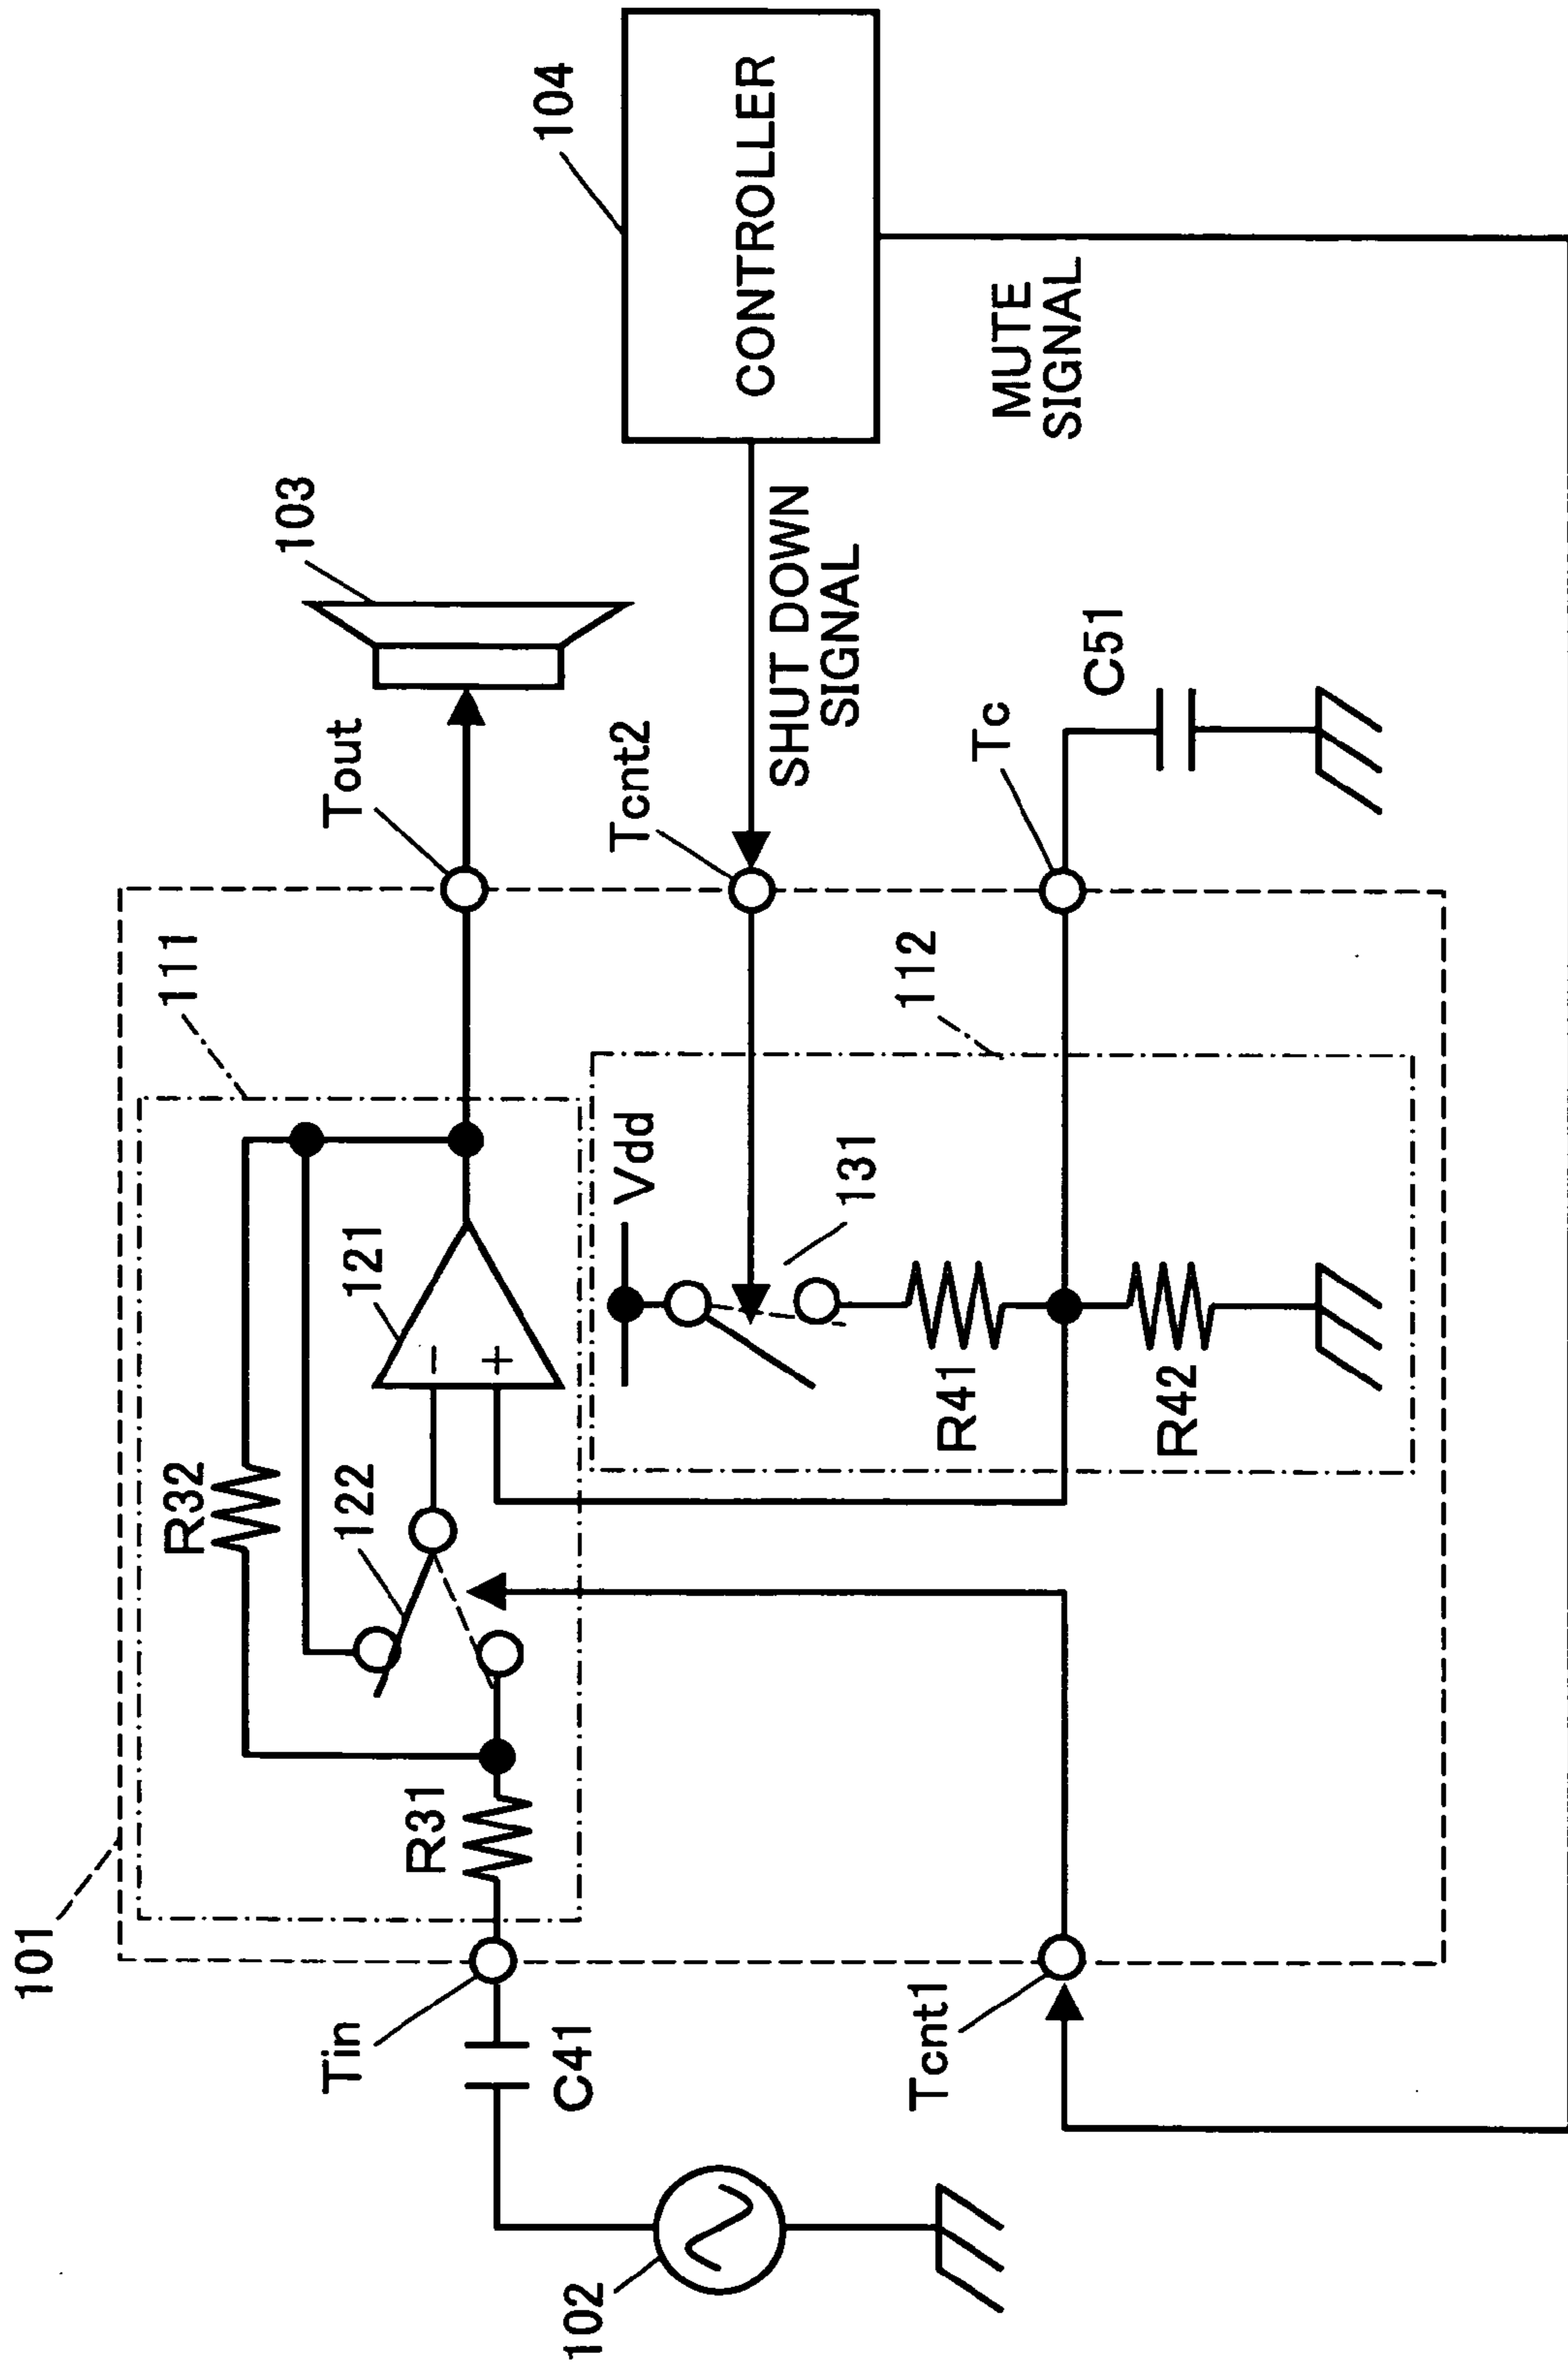 101
111
R32
103
Tout
121
122
104
Tin
R31
Vdd
Tcnt2
CONTROLLER
C41
102
131
SHUT DOWN
SIGNAL
112
R41
Tc
MUTE
SIGNAL
Tcnt1
R42
C51
−
+